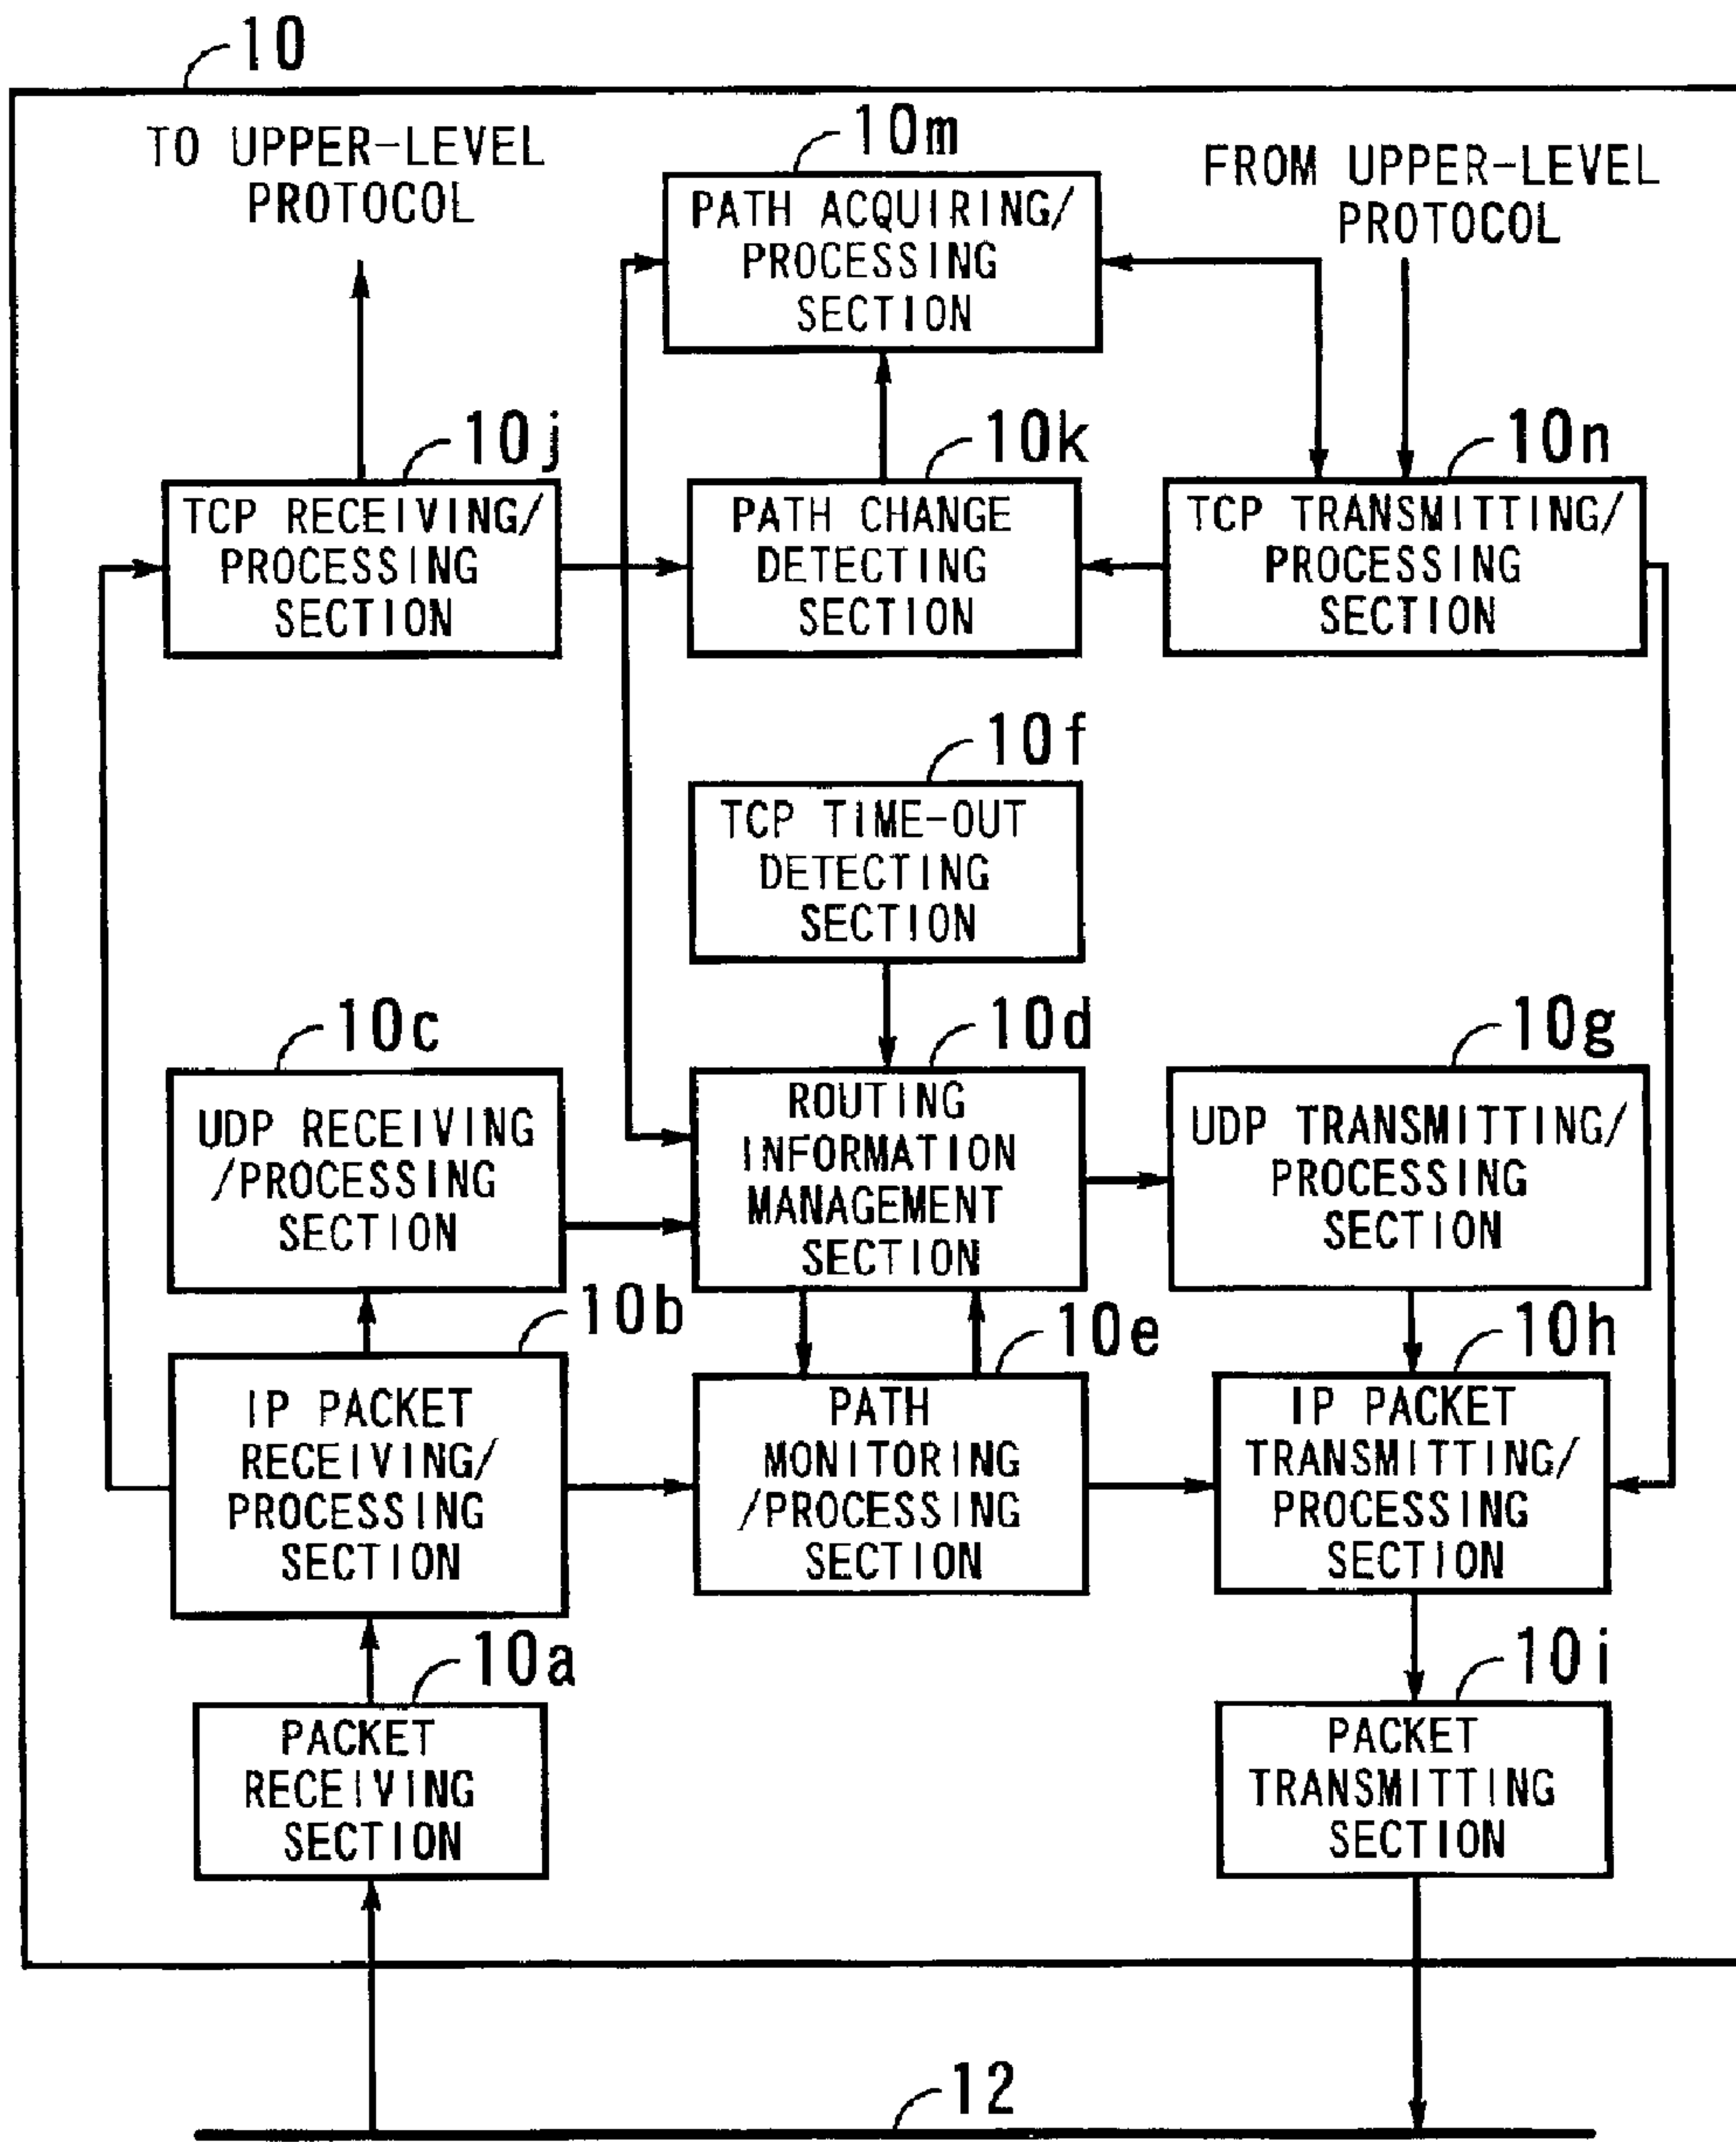 10
TO UPPER-LEVEL
PROTOCOL
10m
PATH ACQUIRING/
PROCESSING
SECTION
FROM UPPER-LEVEL
PROTOCOL
10j
TCP RECEIVING/
PROCESSING
SECTION
10k
PATH CHANGE
DETECTING
SECTION
10n
TCP TRANSMITTING/
PROCESSING
SECTION
10f
TCP TIME-OUT
DETECTING
SECTION
10c
UDP RECEIVING
/PROCESSING
SECTION
10d
ROUTING
INFORMATION
MANAGEMENT
SECTION
10g
UDP TRANSMITTING/
PROCESSING
SECTION
10b
IP PACKET
RECEIVING/
PROCESSING
SECTION
10e
PATH
MONITORING
/PROCESSING
SECTION
10h
IP PACKET
TRANSMITTING/
PROCESSING
SECTION
10a
PACKET
RECEIVING
SECTION
10i
PACKET
TRANSMITTING
SECTION
12